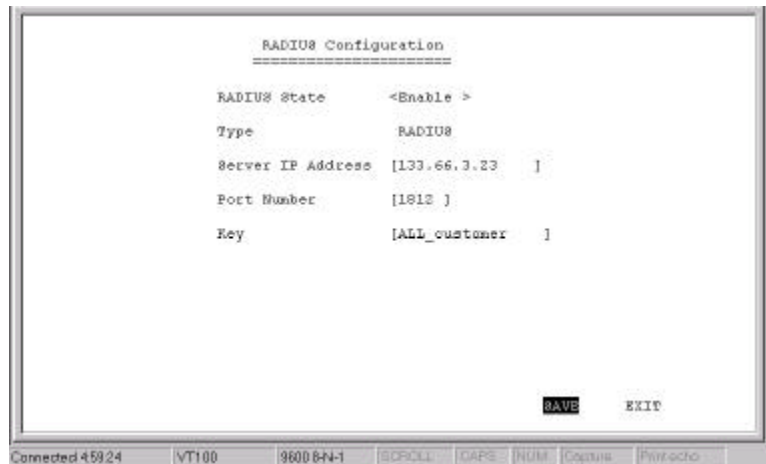 RADIUS Configuration
======================
RADIUS State <Enable >
Type RADIUS
Server IP Address [133.66.3.23 ]
Port Number [1812 ]
Key [ALL_customer ]
SAVE EXIT
Connected 4:59:24 VT100 9600 8-N-1 SCROLL CAPS NUM Capture Print echo